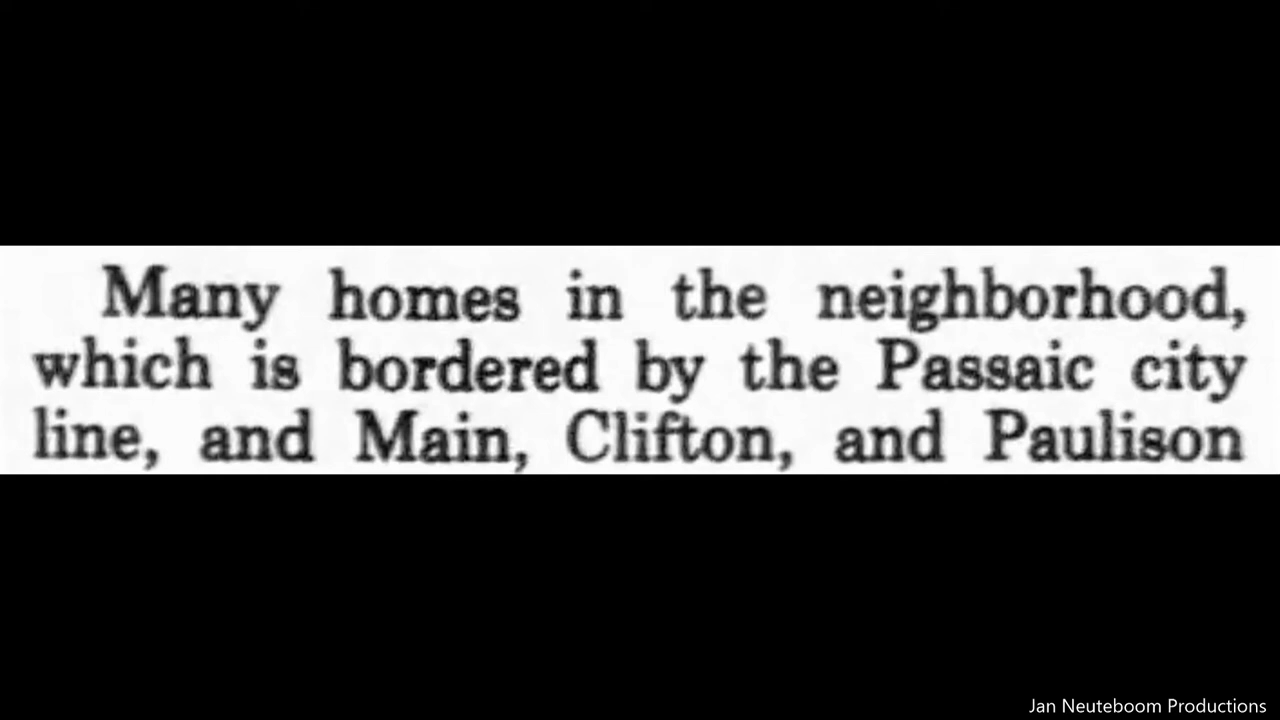 Many homes in the neighborhood,
which is bordered by the Passaic city
line, and Main, Clifton, and Paulison
Jan Neuteboom Productions